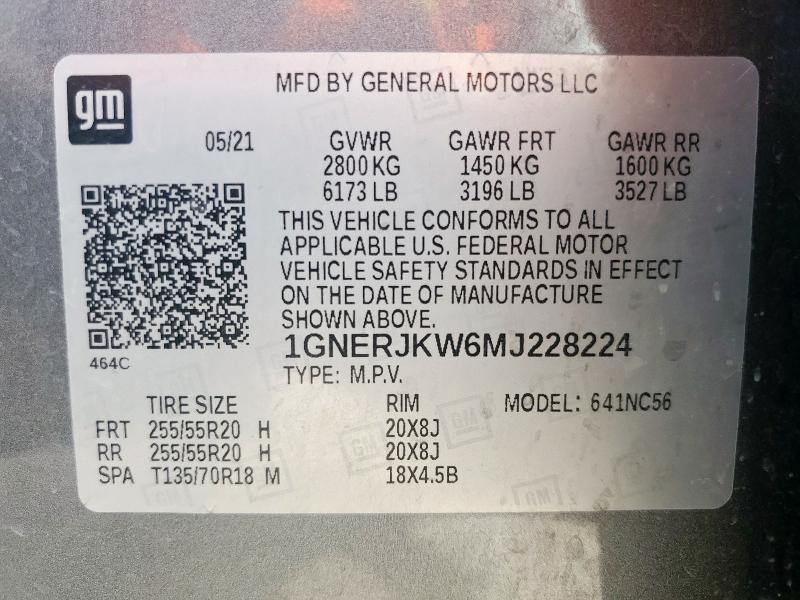 gm
MFD BY GENERAL MOTORS LLC
05/21 GVWR GAWR FRT GAWR RR
2800 KG 1450 KG 1600 KG
6173 LB 3196 LB 3527 LB
THIS VEHICLE CONFORMS TO ALL
APPLICABLE U.S. FEDERAL MOTOR
VEHICLE SAFETY STANDARDS IN EFFECT
ON THE DATE OF MANUFACTURE
SHOWN ABOVE.
464C
1GNERJKW6MJ228224
TYPE: M.P.V.
TIRE SIZE RIM MODEL: 641NC56
FRT 255/55R20 H 20X8J
RR 255/55R20 H 20X8J
SPA T135/70R18 M 18X4.5B